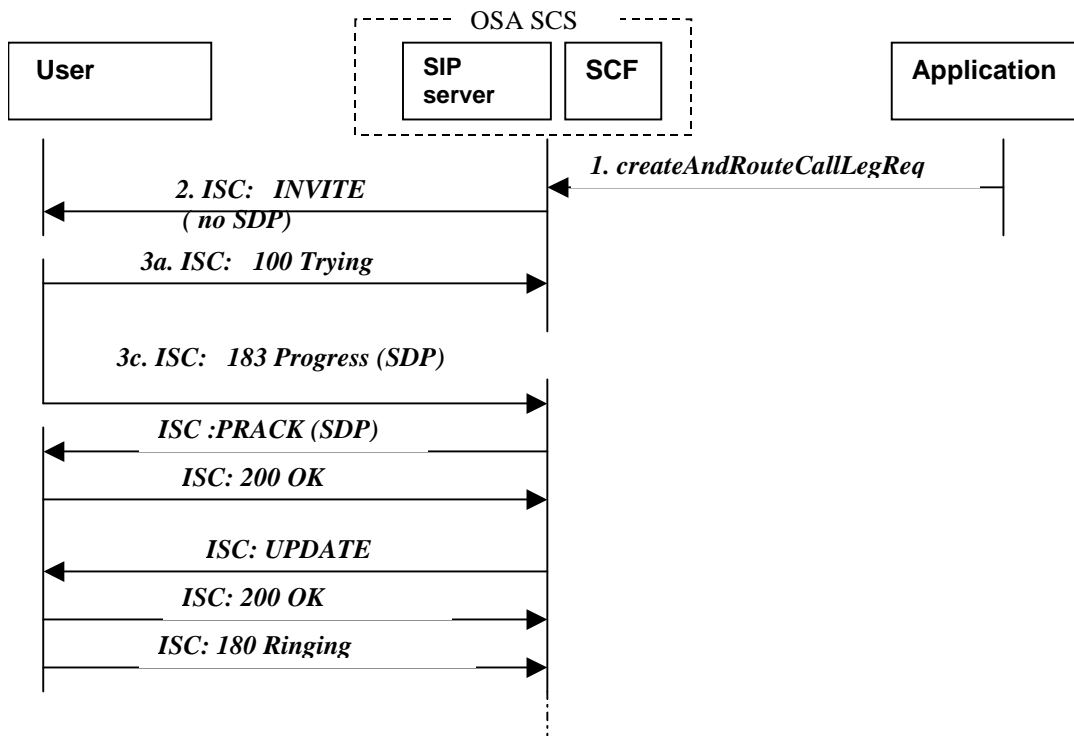 OSA SCS
User
SIP
server
SCF
Application
1. createAndRouteCallLegReq
2. ISC: INVITE
( no SDP)
3a. ISC: 100 Trying
3c. ISC: 183 Progress (SDP)
ISC :PRACK (SDP)
ISC: 200 OK
ISC: UPDATE
ISC: 200 OK
ISC: 180 Ringing